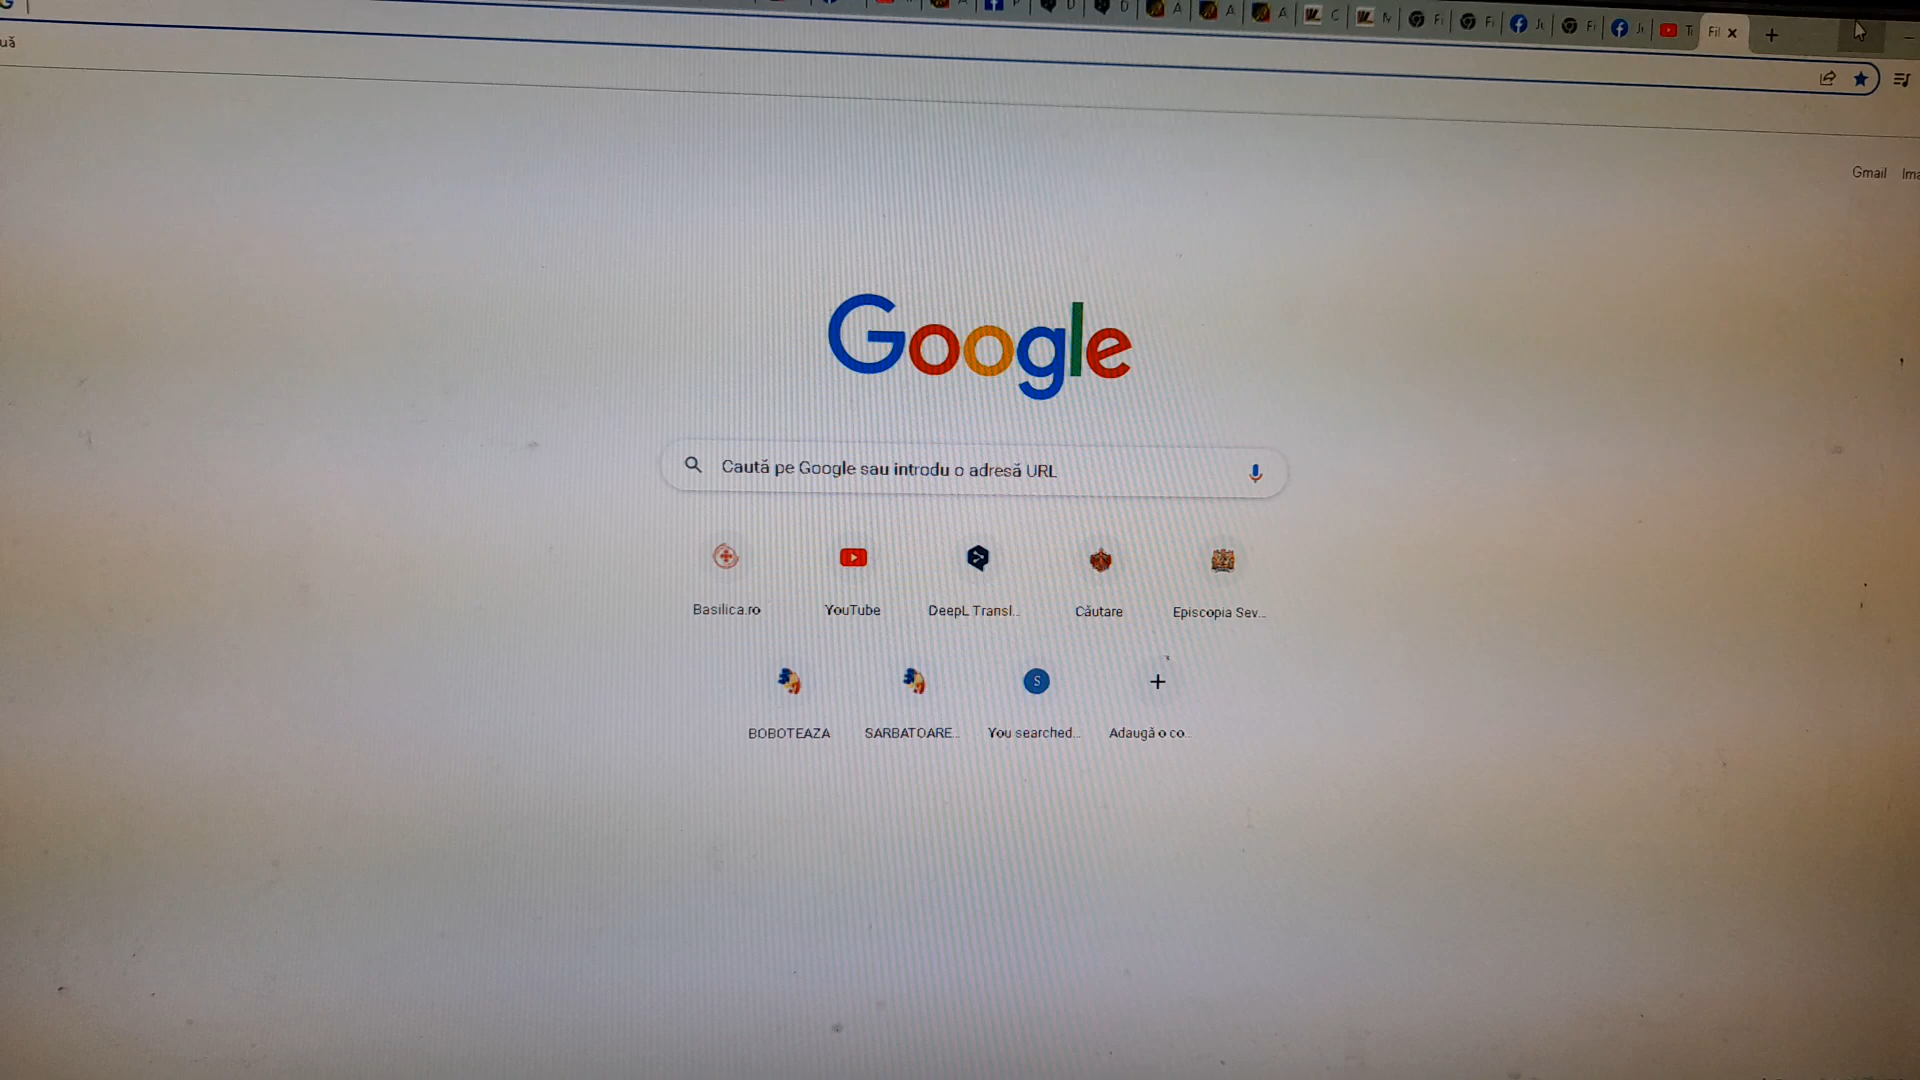 Fi
Gmail
Google
Caută pe Google sau introdu o adresă URL
Basilica.ro
YouTube
DeepL Transl...
Căutare
Episcopia Sev...
BOBOTEAZA
SARBATOARE...
You searched...
Adaugă o co...